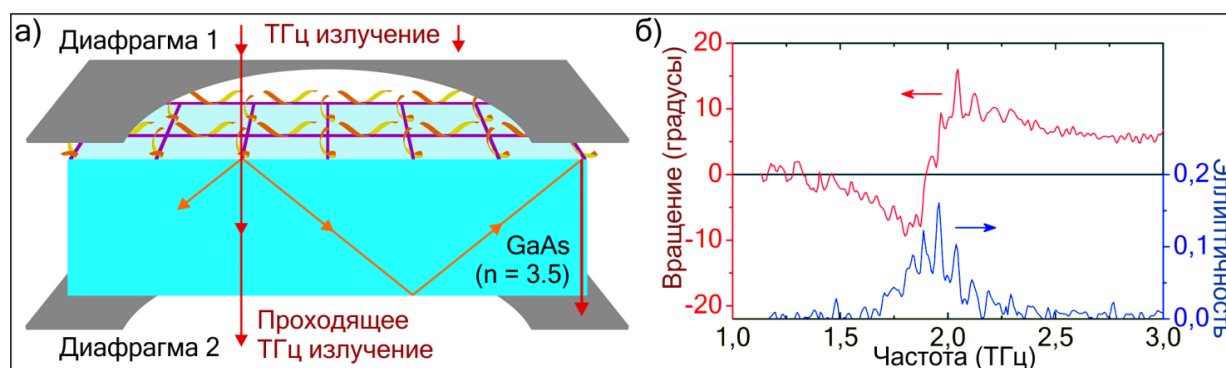 а)
Диафрагма 1
ТГц излучение
GaAs
(n = 3.5)
Проходящее
ТГц излучение
Диафрагма 2
б)
Вращение (градусы)
20
10
0
-10
-20
0,2
0,1
0,0
Эллиптичность
1,0 1,5 2,0 2,5 3,0
Частота (ТГц)